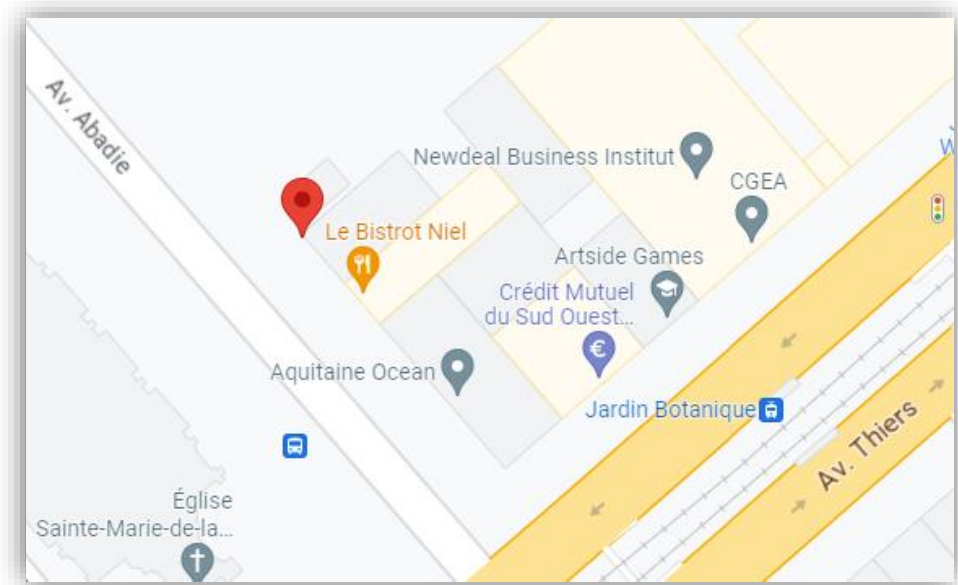 Av. Abadie
Newdeal Business Institut
CGEA
Le Bistrot Niel
Artside Games
Crédit Mutuel
du Sud Ouest...
€
Aquitaine Ocean
Jardin Botanique
Av. Thiers
Église
Sainte-Marie-de-la...